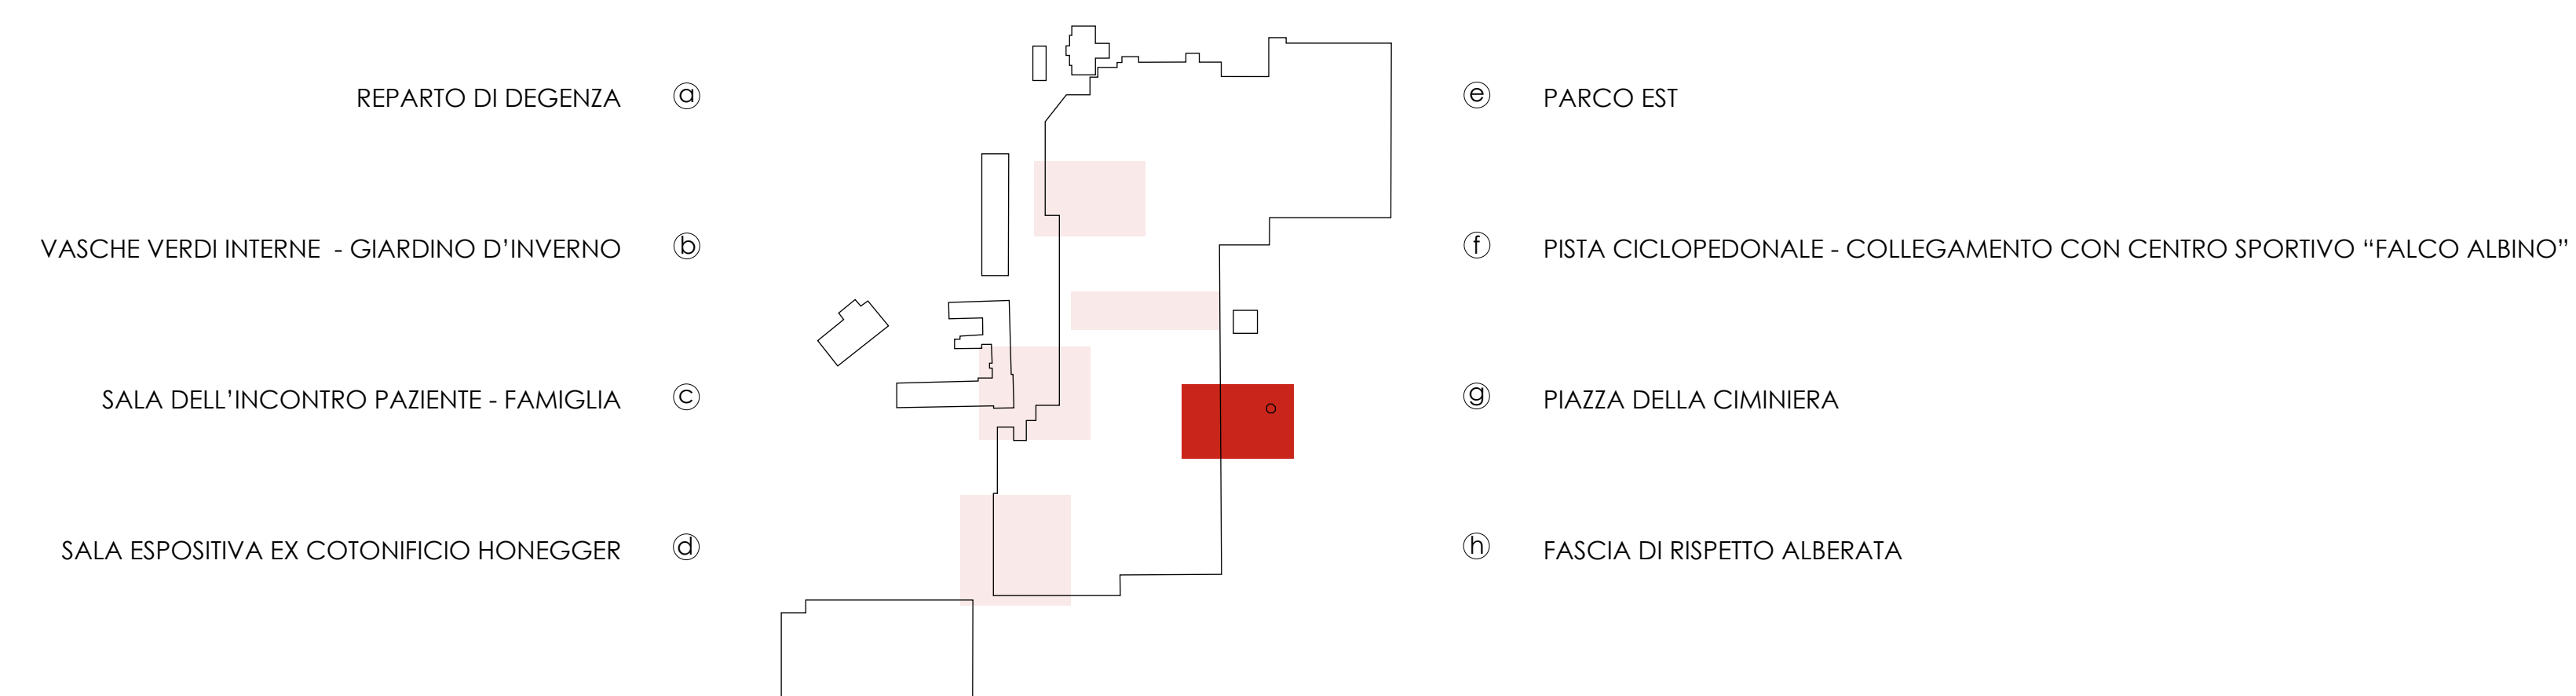 REPARTO DI DEGENZA ⓐ
VASCHE VERDI INTERNE - GIARDINO D’INVERNO ⓑ
SALA DELL’INCONTRO PAZIENTE - FAMIGLIA ⓒ
SALA ESPOSITIVA EX COTONIFICIO HONEGGER ⓓ
ⓔ PARCO EST
ⓕ PISTA CICLOPEDONALE - COLLEGAMENTO CON CENTRO SPORTIVO “FALCO ALBINO”
ⓖ PIAZZA DELLA CIMINIERA
ⓗ FASCIA DI RISPETTO ALBERATA